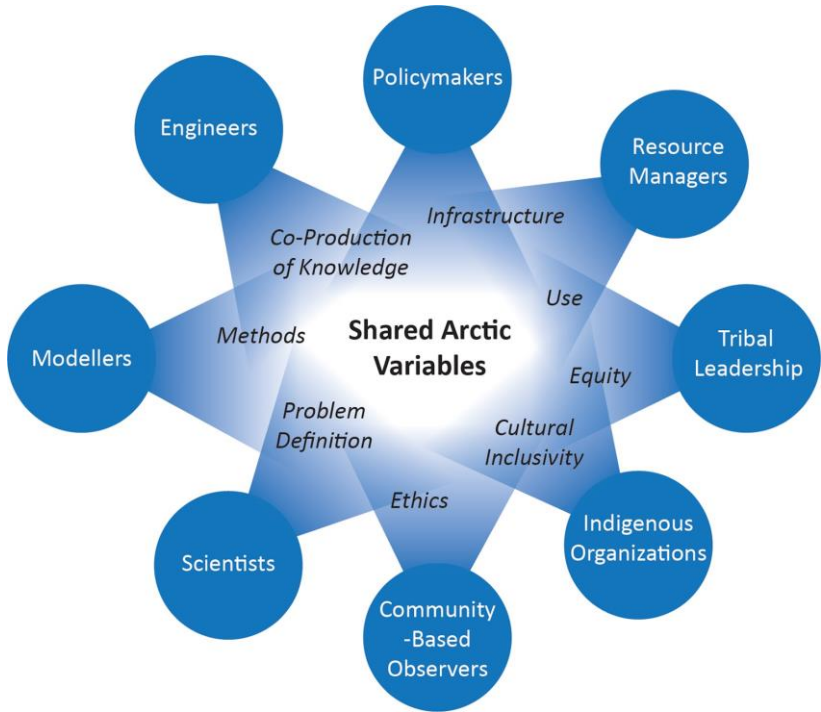 Policymakers
Engineers
Resource
Managers
Infrastructure
Co-Production
of Knowledge
Use
Methods
Shared Arctic
Variables
Modellers
Tribal
Leadership
Equity
Problem
Definition
Cultural
Inclusivity
Ethics
Indigenous
Organizations
Scientists
Community
-Based
Observers